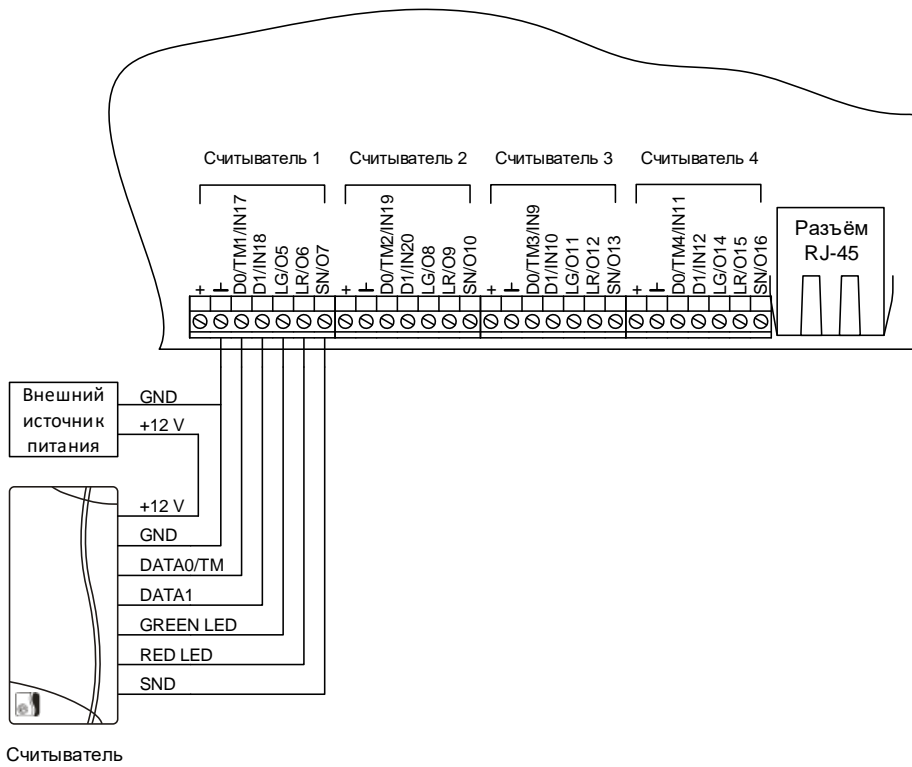 Считыватель 1
Считыватель 2
Считыватель 3
Считыватель 4
+
D0/TM1/IN17
D1/IN18
LG/O5
LR/O6
SN/O7
+
D0/TM2/IN19
D1/IN20
LG/O8
LR/O9
SN/O10
+
D0/TM3/IN9
D1/IN10
LG/O11
LR/O12
SN/O13
+
D0/TM4/IN11
D1/IN12
LG/O14
LR/O15
SN/O16
Разъём
RJ-45
Внешний
источник
питания
GND
+12 V
+12 V
GND
DATA0/TM
DATA1
GREEN LED
RED LED
SND
Считыватель